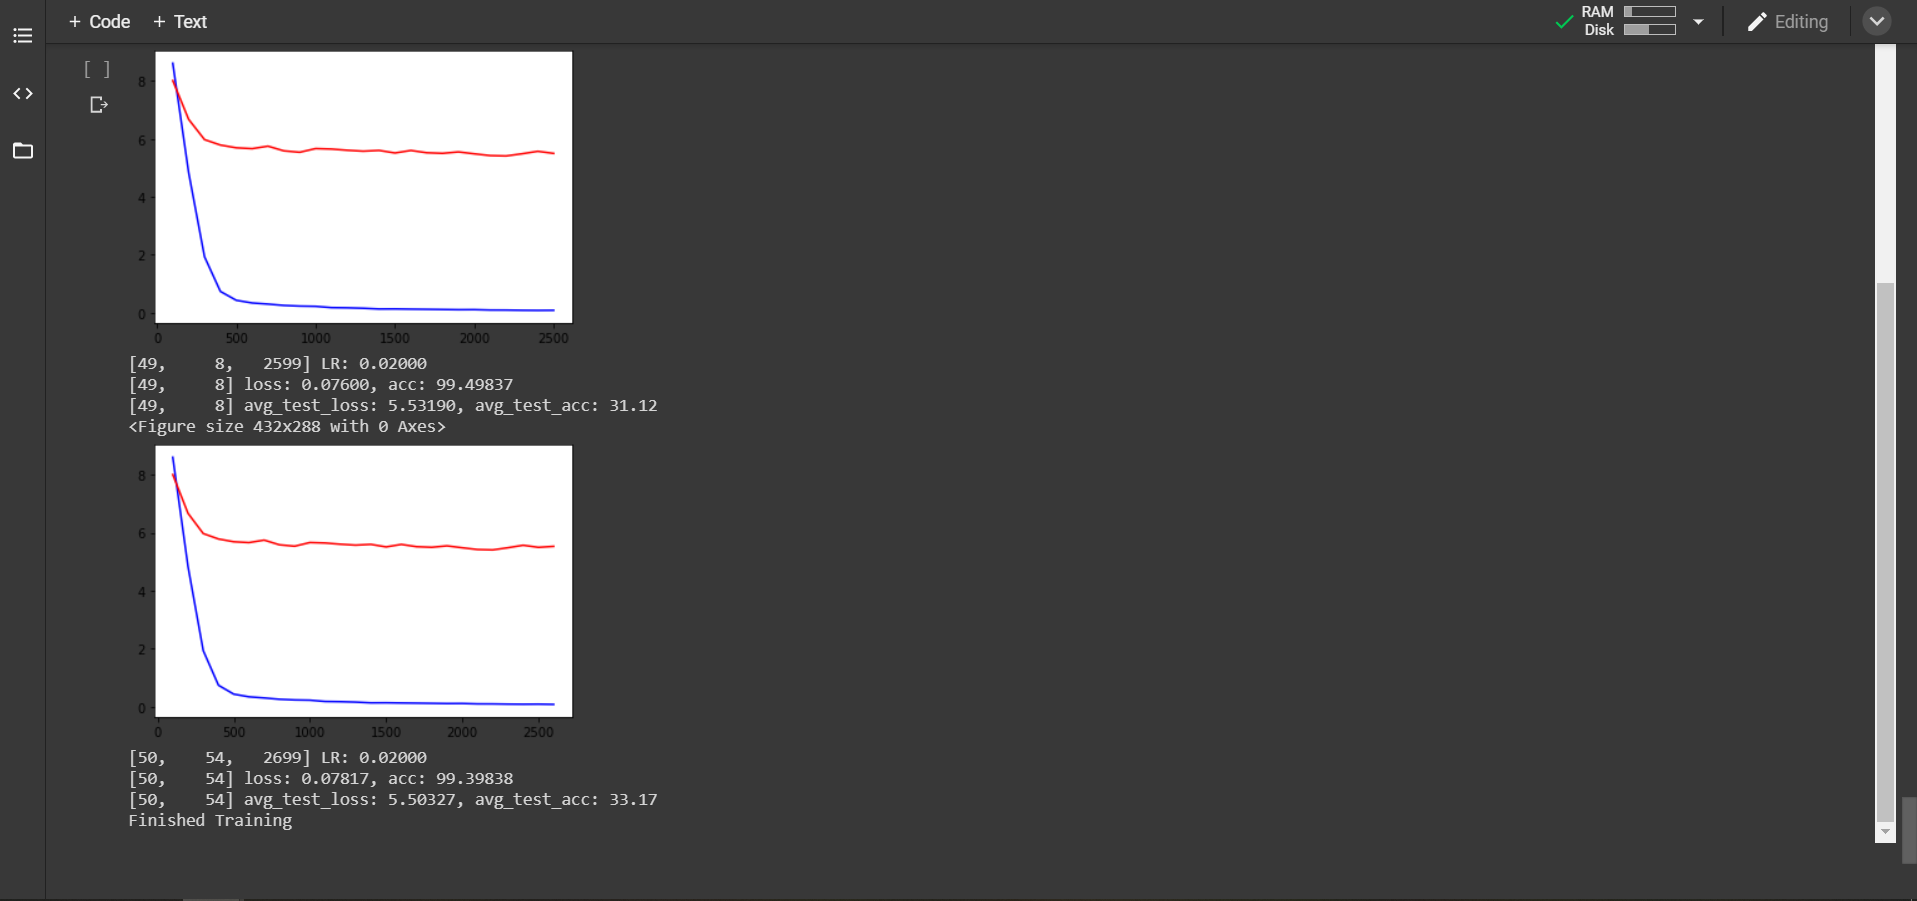 + Code + Text
RAM
Disk
Editing
[ ]
8
6
4
2
0
0 500 1000 1500 2000 2500
[49,     8,   2599] LR: 0.02000
[49,     8] loss: 0.07600, acc: 99.49837
[49,     8] avg_test_loss: 5.53190, avg_test_acc: 31.12
<Figure size 432x288 with 0 Axes>
8
6
4
2
0
0 500 1000 1500 2000 2500
[50,    54,   2699] LR: 0.02000
[50,    54] loss: 0.07817, acc: 99.39838
[50,    54] avg_test_loss: 5.50327, avg_test_acc: 33.17
Finished Training